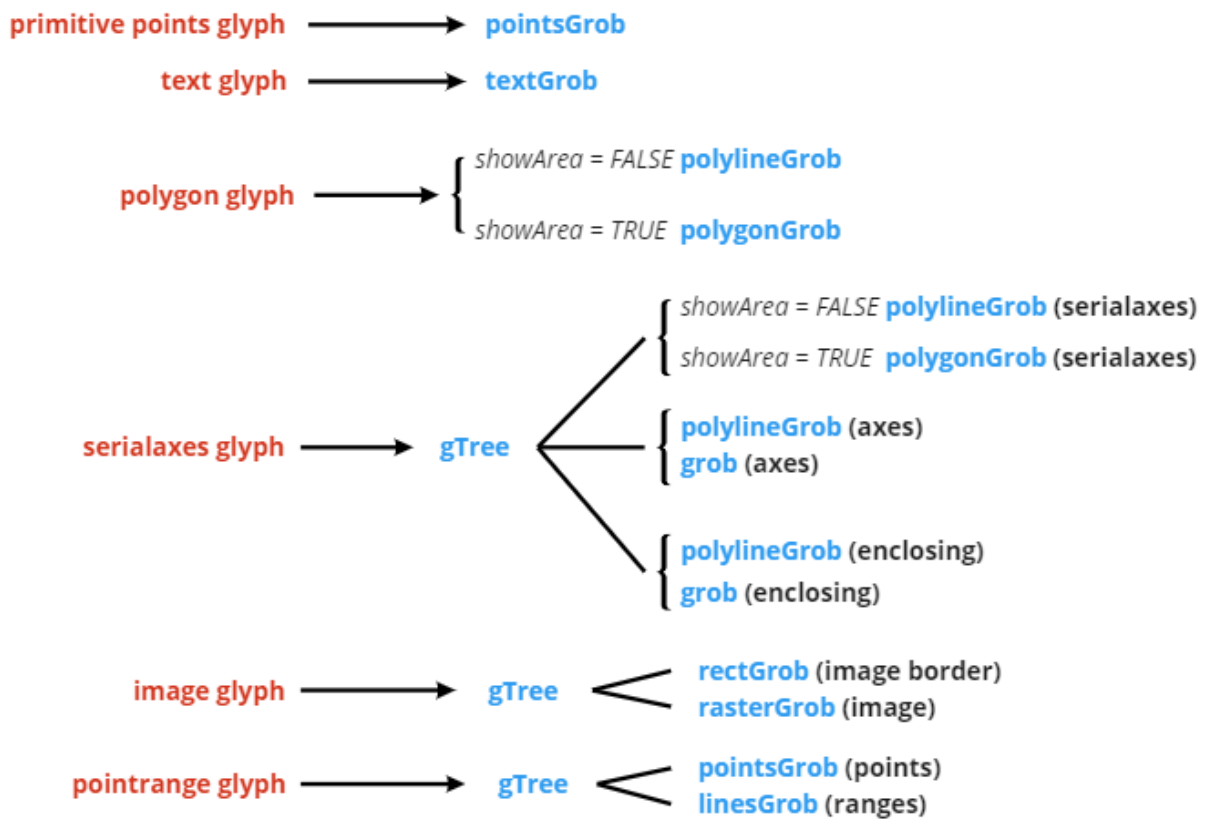 primitive points glyph pointsGrob
text glyph textGrob
showArea = FALSE polylineGrob
polygon glyph
showArea = TRUE polygonGrob
showArea = FALSE polylineGrob (serialaxes)
showArea = TRUE polygonGrob (serialaxes)
polylineGrob (axes)
serialaxes glyph gTree
grob (axes)
polylineGrob (enclosing)
grob (enclosing)
rectGrob (image border)
image glyph gTree
rasterGrob (image)
pointsGrob (points)
pointrange glyph gTree
linesGrob (ranges)